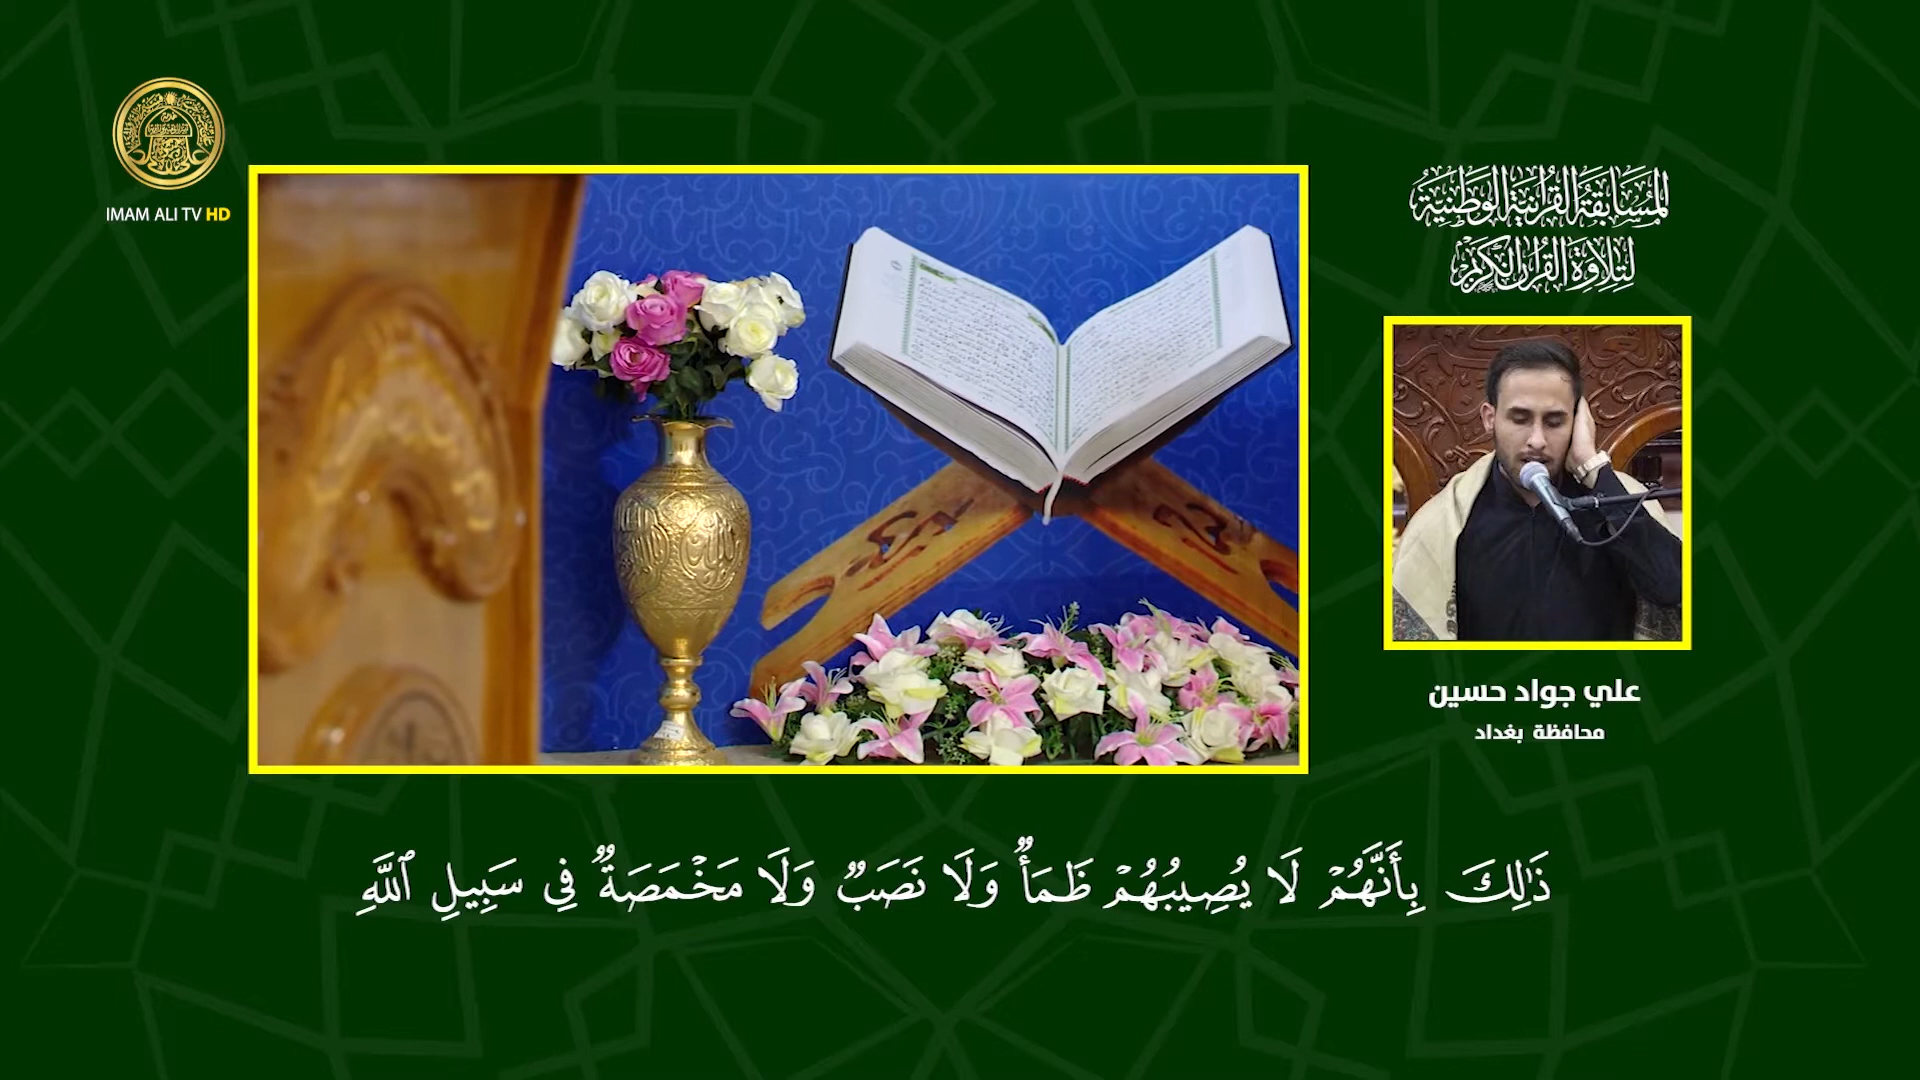 IMAM ALI TV HD
المسابقة القرآنية الوطنية
لتلاوة القرآن الكريم
علي جواد حسين
محافظة بغداد
ذَٰلِكَ بِأَنَّهُمۡ لَا يُصِيبُهُمۡ ظَمَأٞ وَلَا نَصَبٞ وَلَا مَخۡمَصَةٞ فِي سَبِيلِ ٱللَّهِ